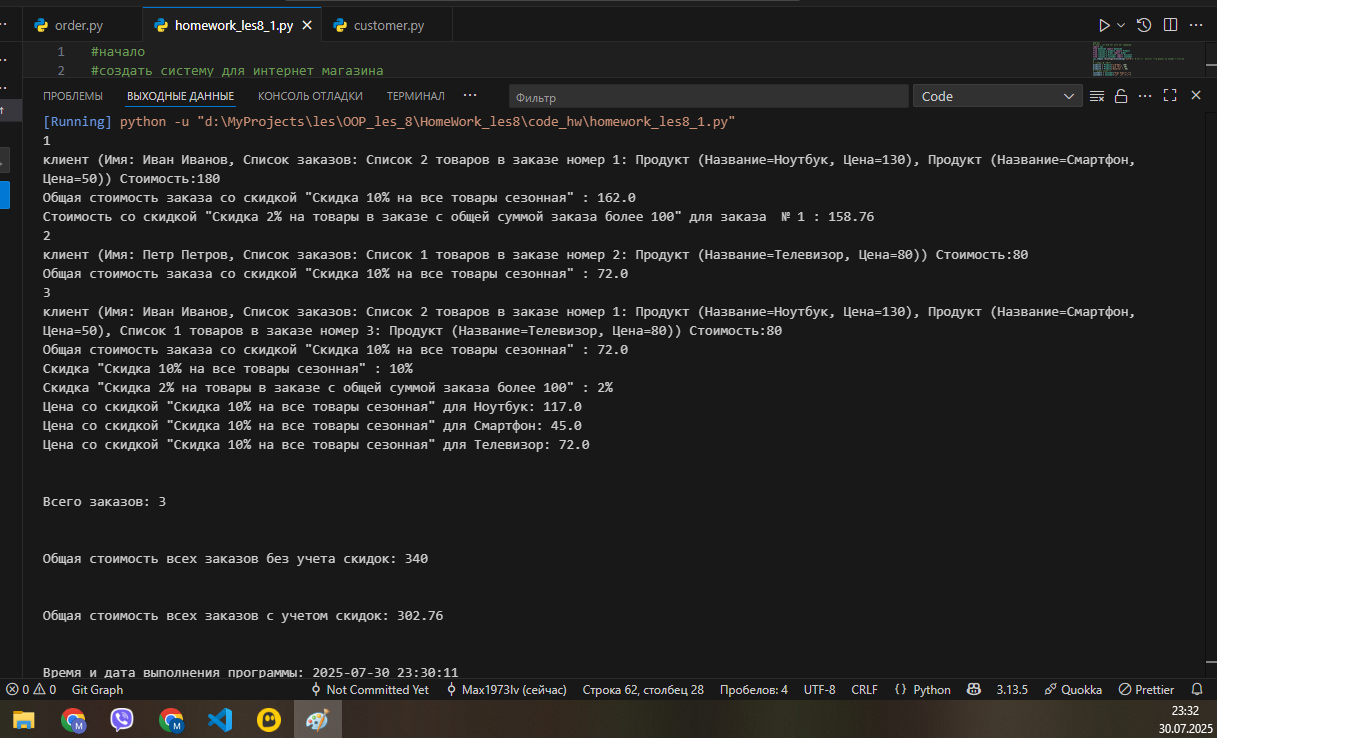 order.py
homework_les8_1.py
customer.py
1 #начало
2 #создать систему для интернет магазина
ПРОБЛЕМЫ ВЫХОДНЫЕ ДАННЫЕ КОНСОЛЬ ОТЛАДКИ ТЕРМИНАЛ ··· Фильтр Code
[Running] python -u "d:\MyProjects\les\OOP_les_8\HomeWork_les8\code_hw\homework_les8_1.py"
1
клиент (Имя: Иван Иванов, Список заказов: Список 2 товаров в заказе номер 1: Продукт (Название=Ноутбук, Цена=130), Продукт (Название=Смартфон,
Цена=50)) Стоимость:180
Общая стоимость заказа со скидкой "Скидка 10% на все товары сезонная" : 162.0
Стоимость со скидкой "Скидка 2% на товары в заказе с общей суммой заказа более 100" для заказа  № 1 : 158.76
2
клиент (Имя: Петр Петров, Список заказов: Список 1 товаров в заказе номер 2: Продукт (Название=Телевизор, Цена=80)) Стоимость:80
Общая стоимость заказа со скидкой "Скидка 10% на все товары сезонная" : 72.0
3
клиент (Имя: Иван Иванов, Список заказов: Список 2 товаров в заказе номер 1: Продукт (Название=Ноутбук, Цена=130), Продукт (Название=Смартфон,
Цена=50), Список 1 товаров в заказе номер 3: Продукт (Название=Телевизор, Цена=80)) Стоимость:80
Общая стоимость заказа со скидкой "Скидка 10% на все товары сезонная" : 72.0
Скидка "Скидка 10% на все товары сезонная" : 10%
Скидка "Скидка 2% на товары в заказе с общей суммой заказа более 100" : 2%
Цена со скидкой "Скидка 10% на все товары сезонная" для Ноутбук: 117.0
Цена со скидкой "Скидка 10% на все товары сезонная" для Смартфон: 45.0
Цена со скидкой "Скидка 10% на все товары сезонная" для Телевизор: 72.0
Всего заказов: 3
Общая стоимость всех заказов без учета скидок: 340
Общая стоимость всех заказов с учетом скидок: 302.76
Время и дата выполнения программы: 2025-07-30 23:30:11
0 0 Git Graph Not Committed Yet Max1973lv (сейчас) Строка 62, столбец 28 Пробелов: 4 UTF-8 CRLF {} Python 3.13.5 Quokka Prettier
23:32
30.07.2025